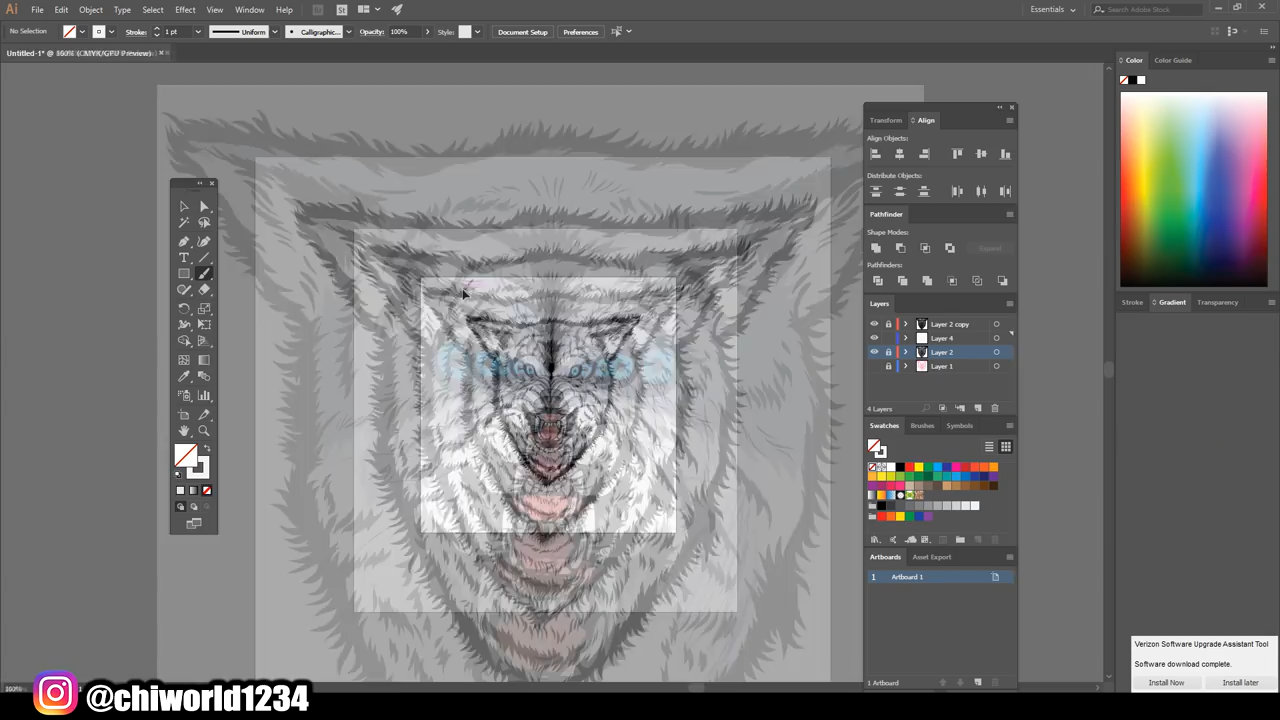 Ai File Edit Object Type Select Effect View Window Help Br St Essentials Search Adobe Stock
No Selection Stroke: 1 pt Uniform Calligraphic... Opacity: 100% Style: Document Setup Preferences
Untitled-1* @ (CMYK/GPU Preview)
Color Color Guide
Transform Align
Align Objects:
Distribute Objects:
Pathfinder
Shape Modes:
Expand
Pathfinders:
Layers
Stroke Gradient Transparency
Layer 2 copy
Layer 4
Layer 2
Layer 1
4 Layers
Swatches Brushes Symbols
Artboards Asset Export
1 Artboard 1
Verizon Software Upgrade Assistant Tool
Software download complete.
Install Now Install later
1 Artboard
@chiworld1234